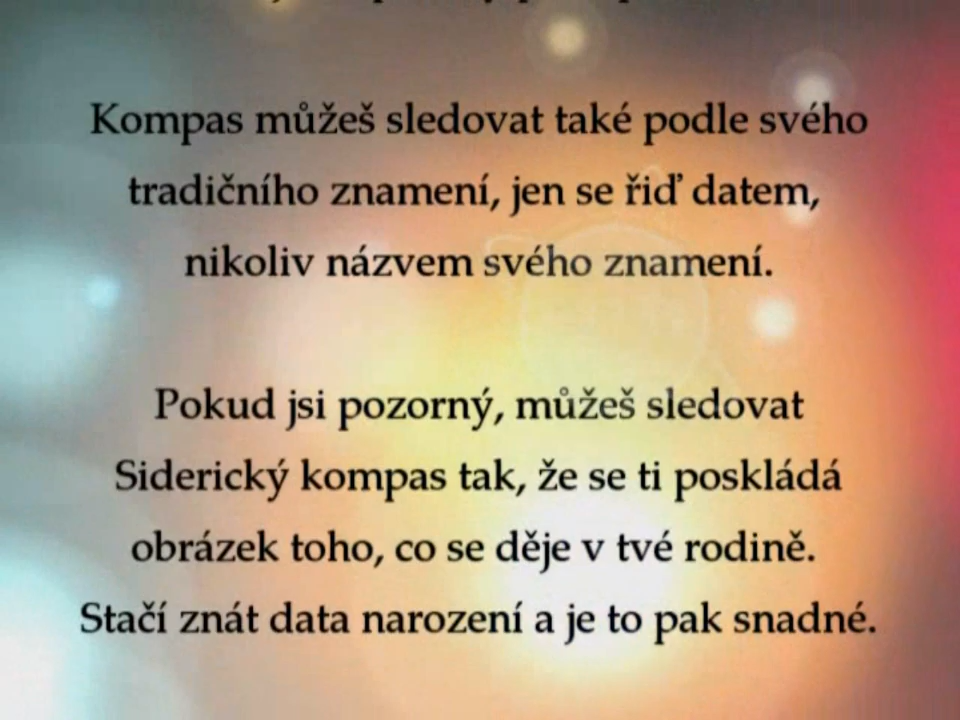 Kompas můžeš sledovat také podle svého
tradičního znamení, jen se řiď datem,
nikoliv názvem svého znamení.
Pokud jsi pozorný, můžeš sledovat
Siderický kompas tak, že se ti poskládá
obrázek toho, co se děje v tvé rodině.
Stačí znát data narození a je to pak snadné.